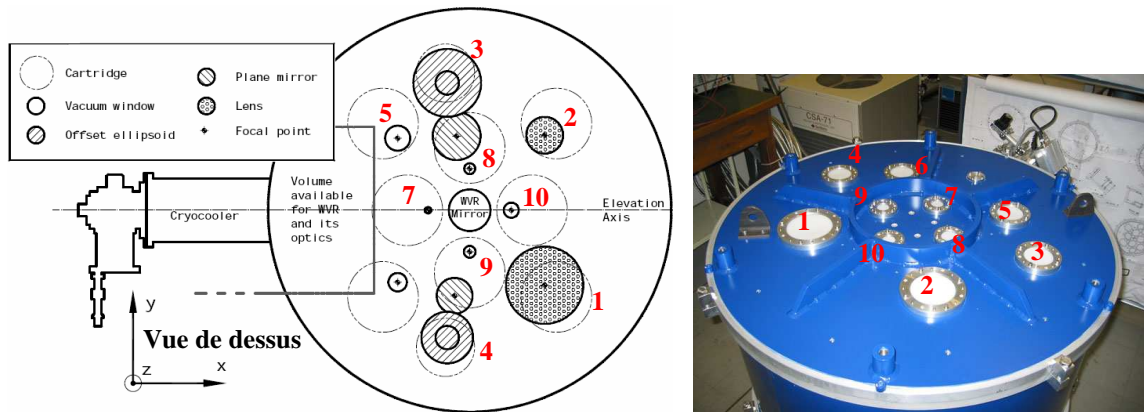 3
Cartridge
Plane mirror
Vacuum window
Lens
Offset ellipsoid
Focal point
5
2
8
Volume
available
for WVR
and its
optics
Cryocooler
7
WVR
Mirror
10
Elevation
Axis
9
1
4
y
Vue de dessus
z
x
CSA-71
4
6
9
7
1
5
10
8
3
2